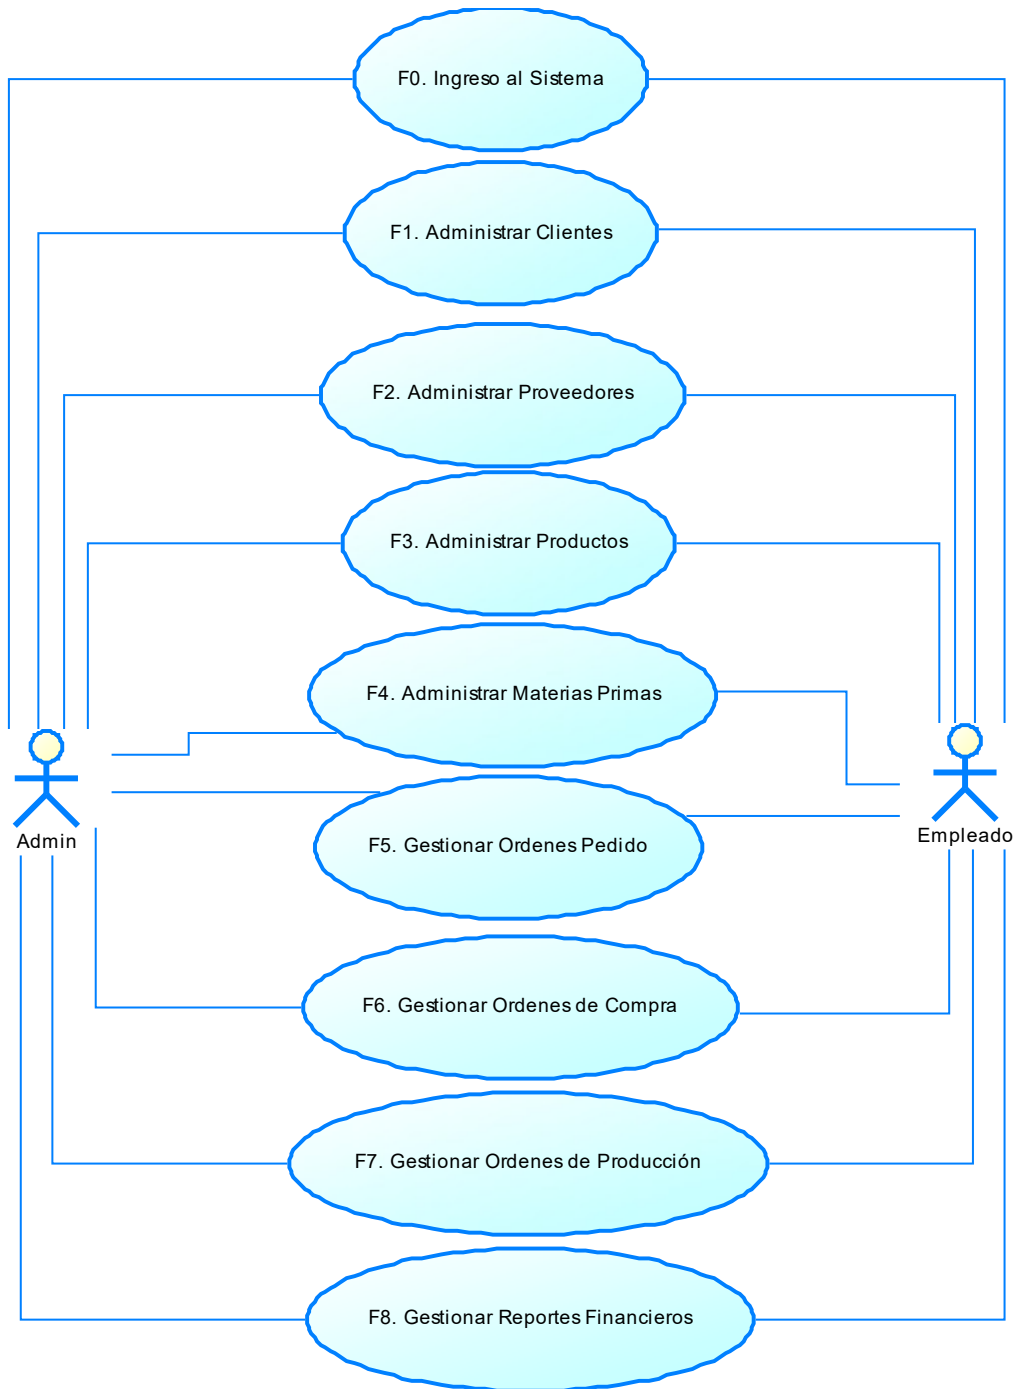 F0. Ingreso al Sistema
F1. Administrar Clientes
F2. Administrar Proveedores
F3. Administrar Productos
F4. Administrar Materias Primas
Admin
Empleado
F5. Gestionar Ordenes Pedido
F6. Gestionar Ordenes de Compra
F7. Gestionar Ordenes de Producción
F8. Gestionar Reportes Financieros